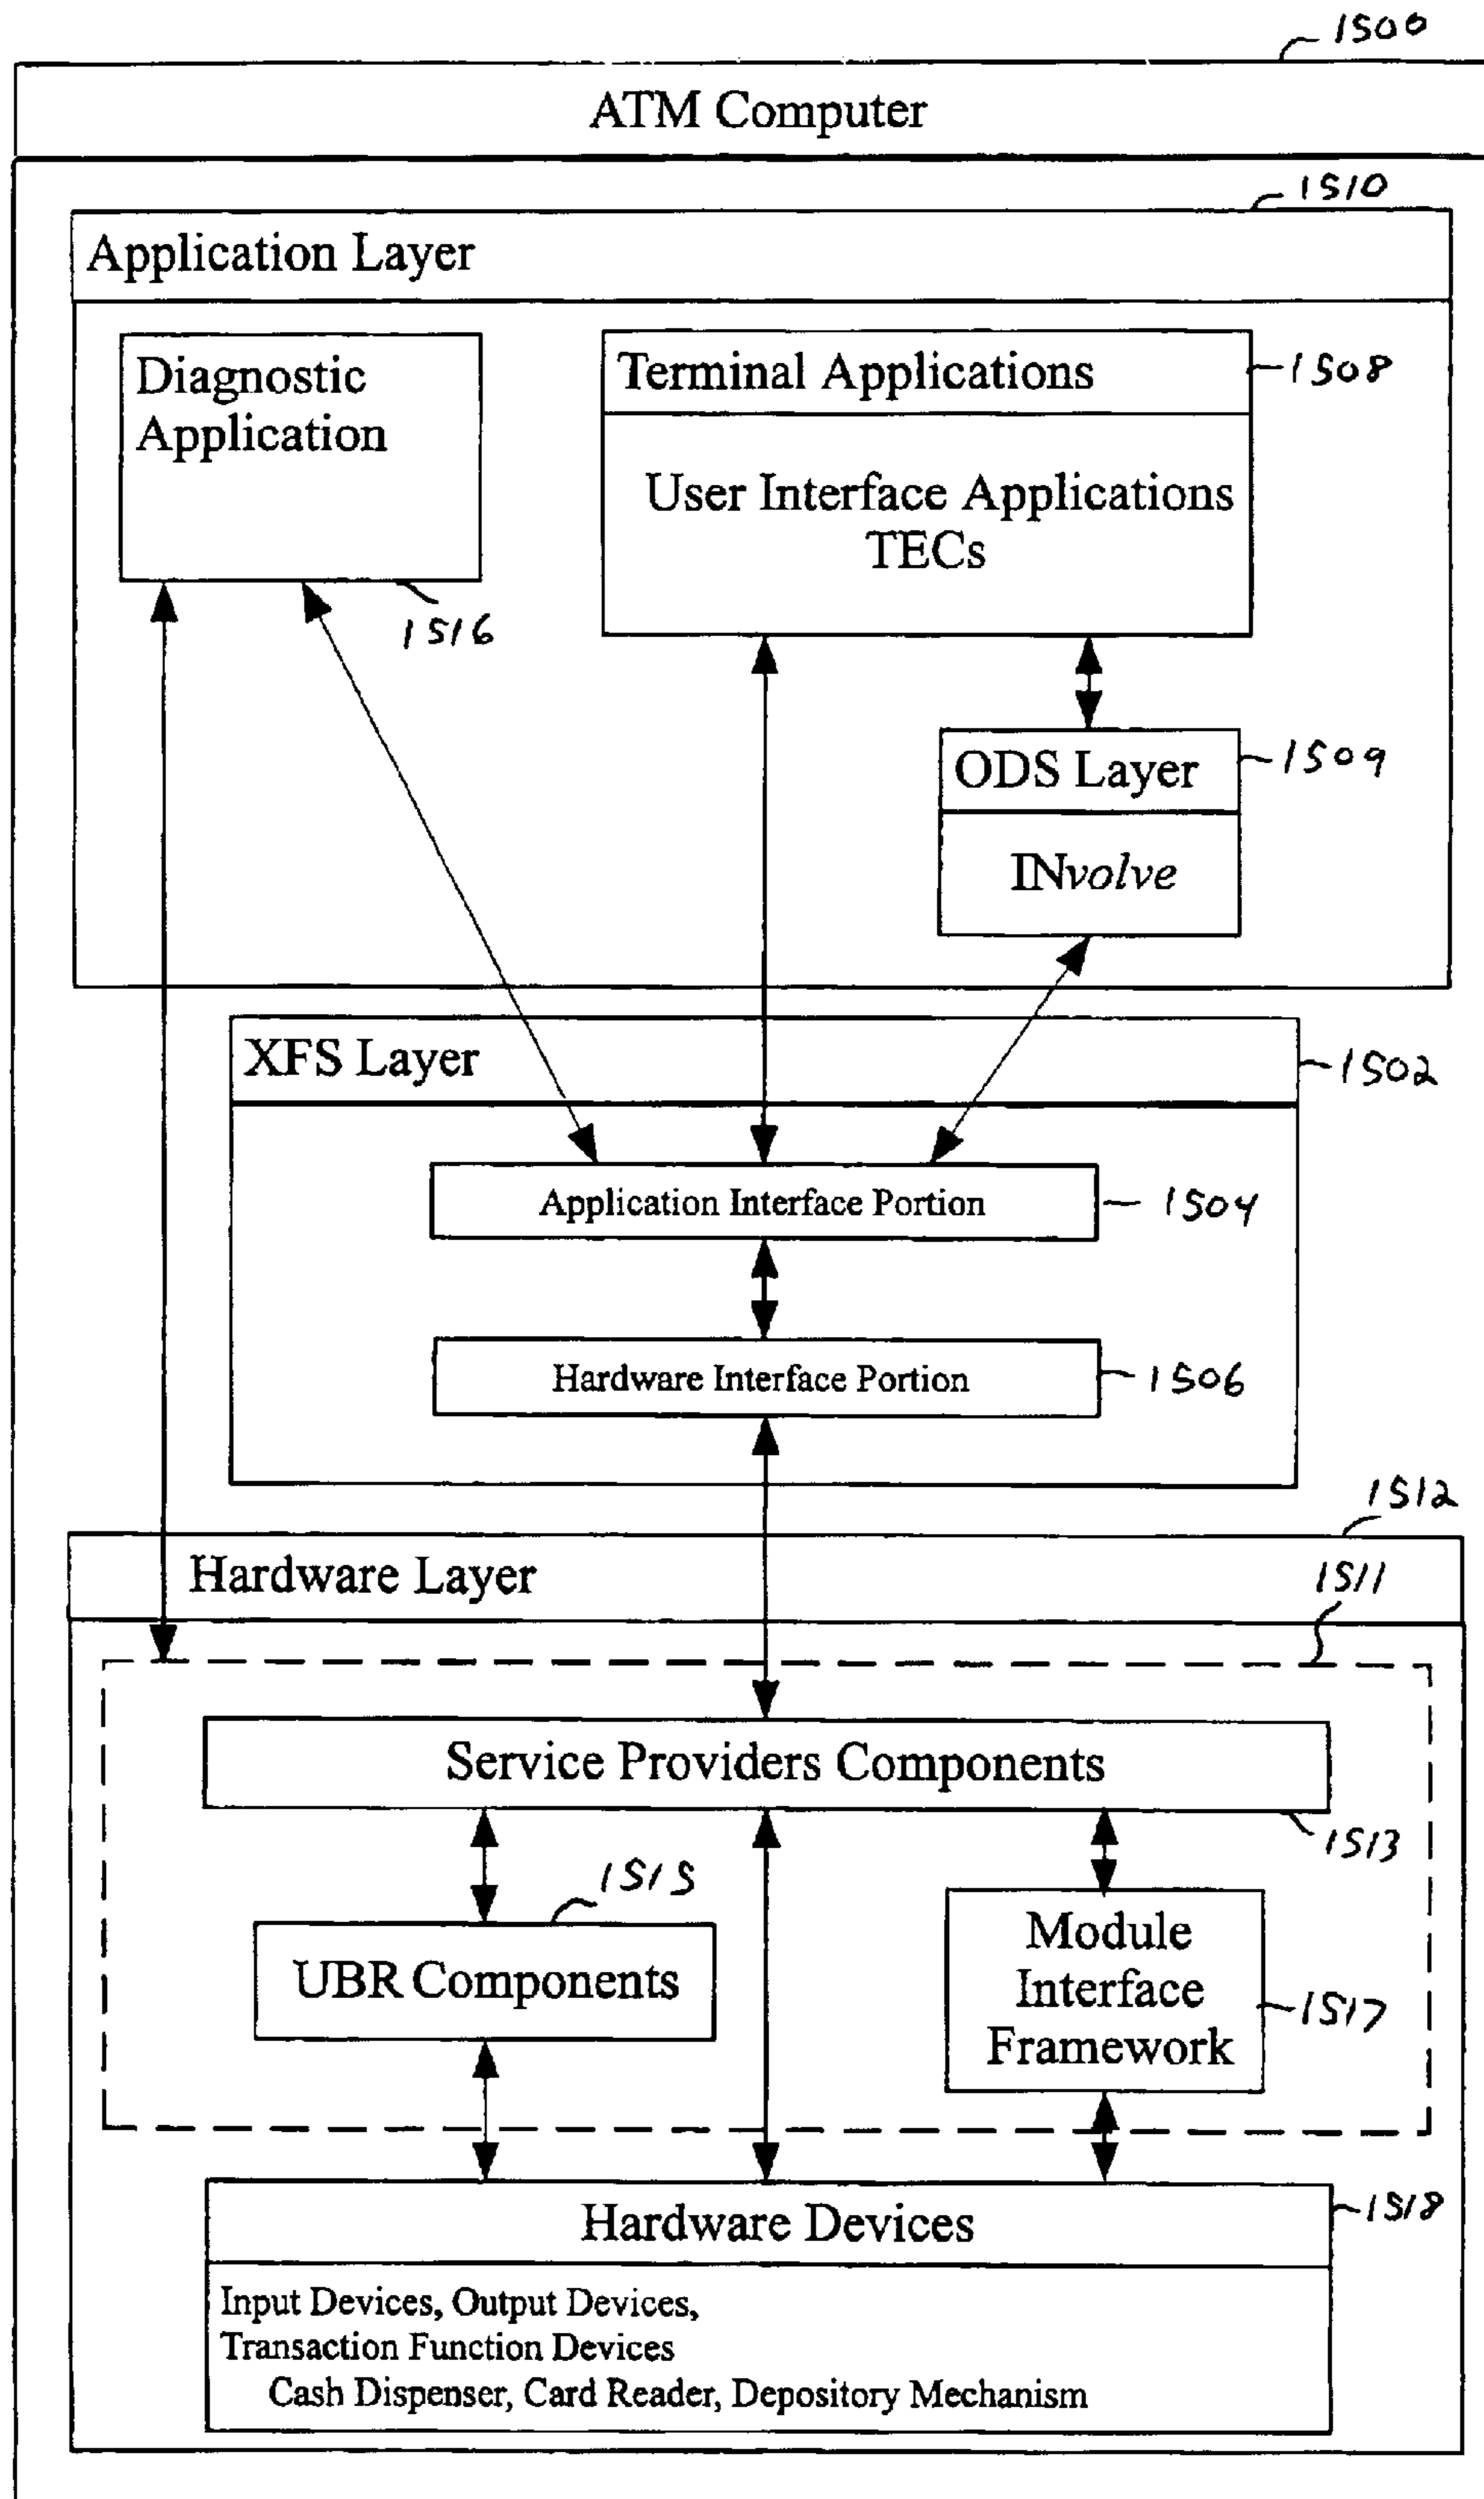 1500
ATM Computer
1510
Application Layer
Diagnostic
Application
1516
Terminal Applications
1508
User Interface Applications
TECs
ODS Layer
1509
INvolve
XFS Layer
1502
Application Interface Portion
1504
Hardware Interface Portion
1506
1512
Hardware Layer
1511
Service Providers Components
1513
1515
UBR Components
Module
Interface
Framework
1517
Hardware Devices
1518
Input Devices, Output Devices,
Transaction Function Devices
Cash Dispenser, Card Reader, Depository Mechanism